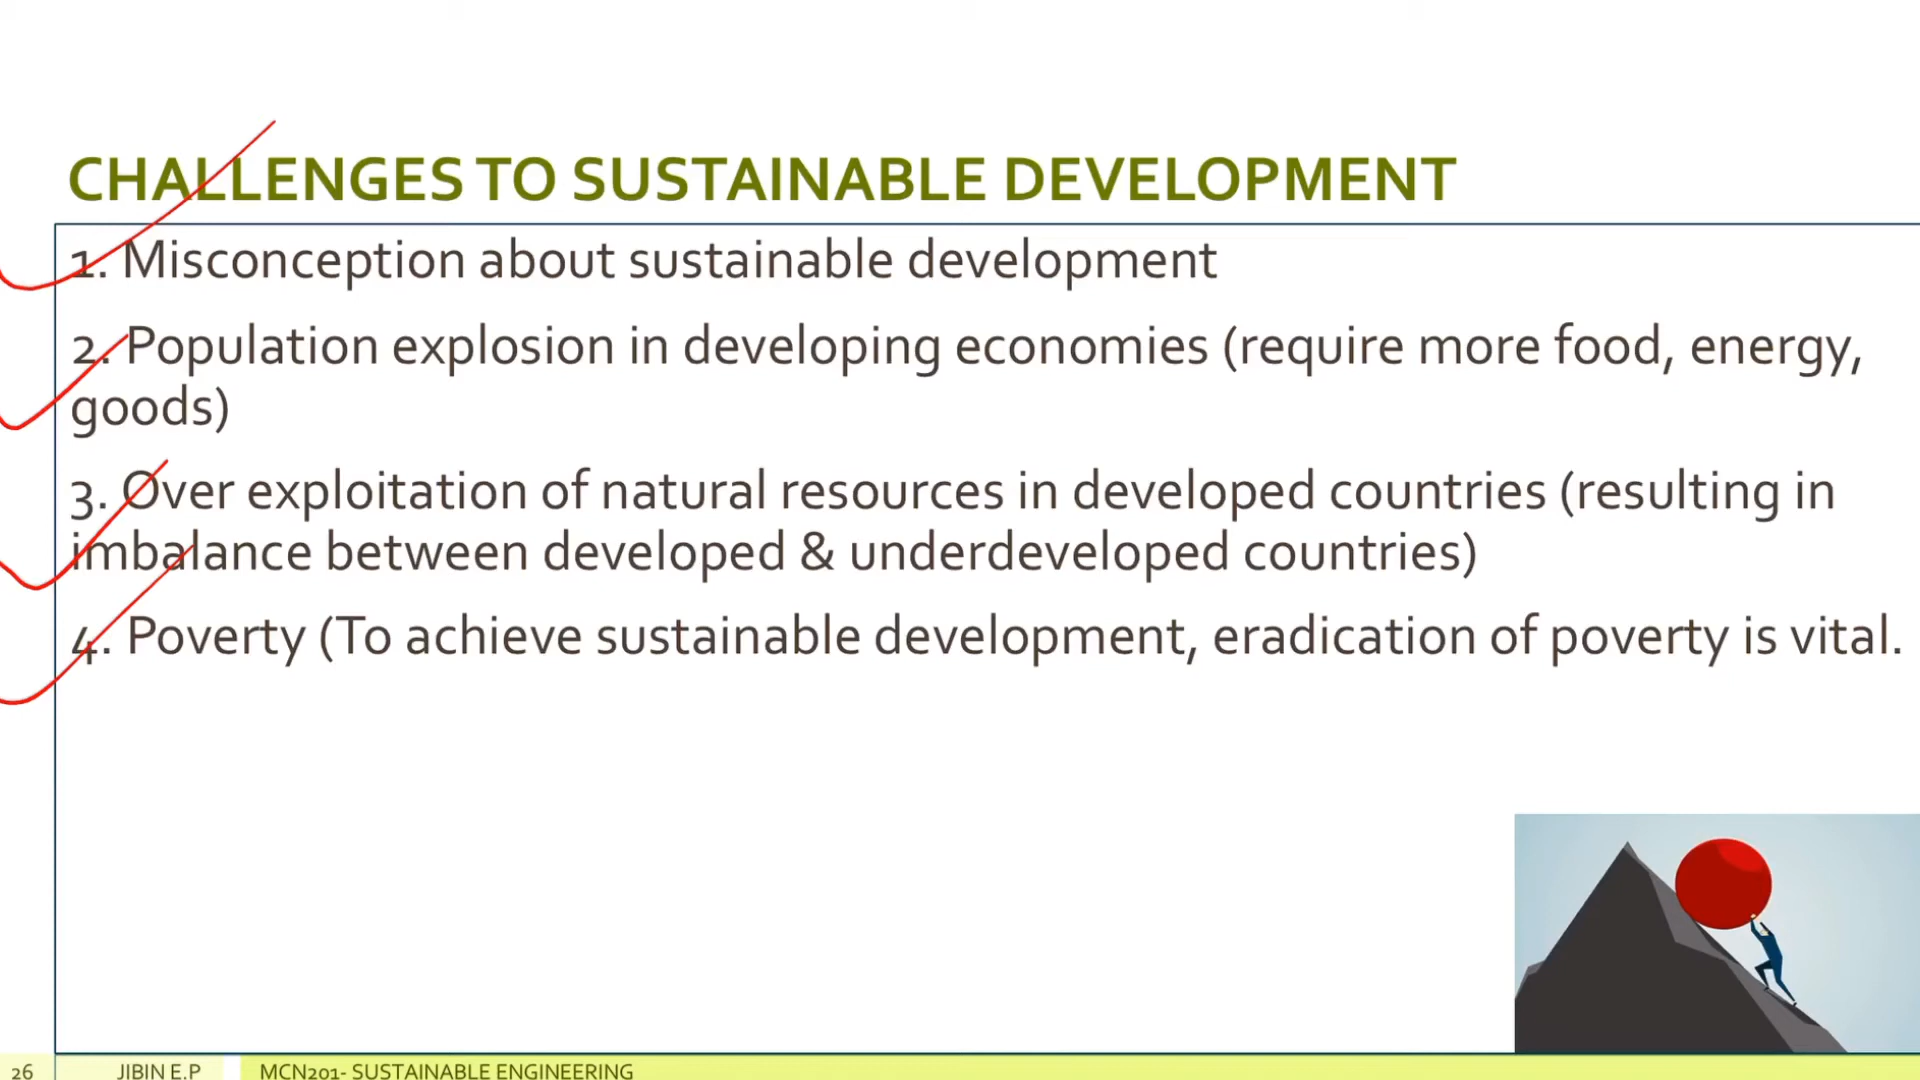 CHALLENGES TO SUSTAINABLE DEVELOPMENT
1. Misconception about sustainable development
2. Population explosion in developing economies (require more food, energy,
goods)
3. Over exploitation of natural resources in developed countries (resulting in
imbalance between developed & underdeveloped countries)
4. Poverty (To achieve sustainable development, eradication of poverty is vital.
26 JIBIN E.P MCN201- SUSTAINABLE ENGINEERING